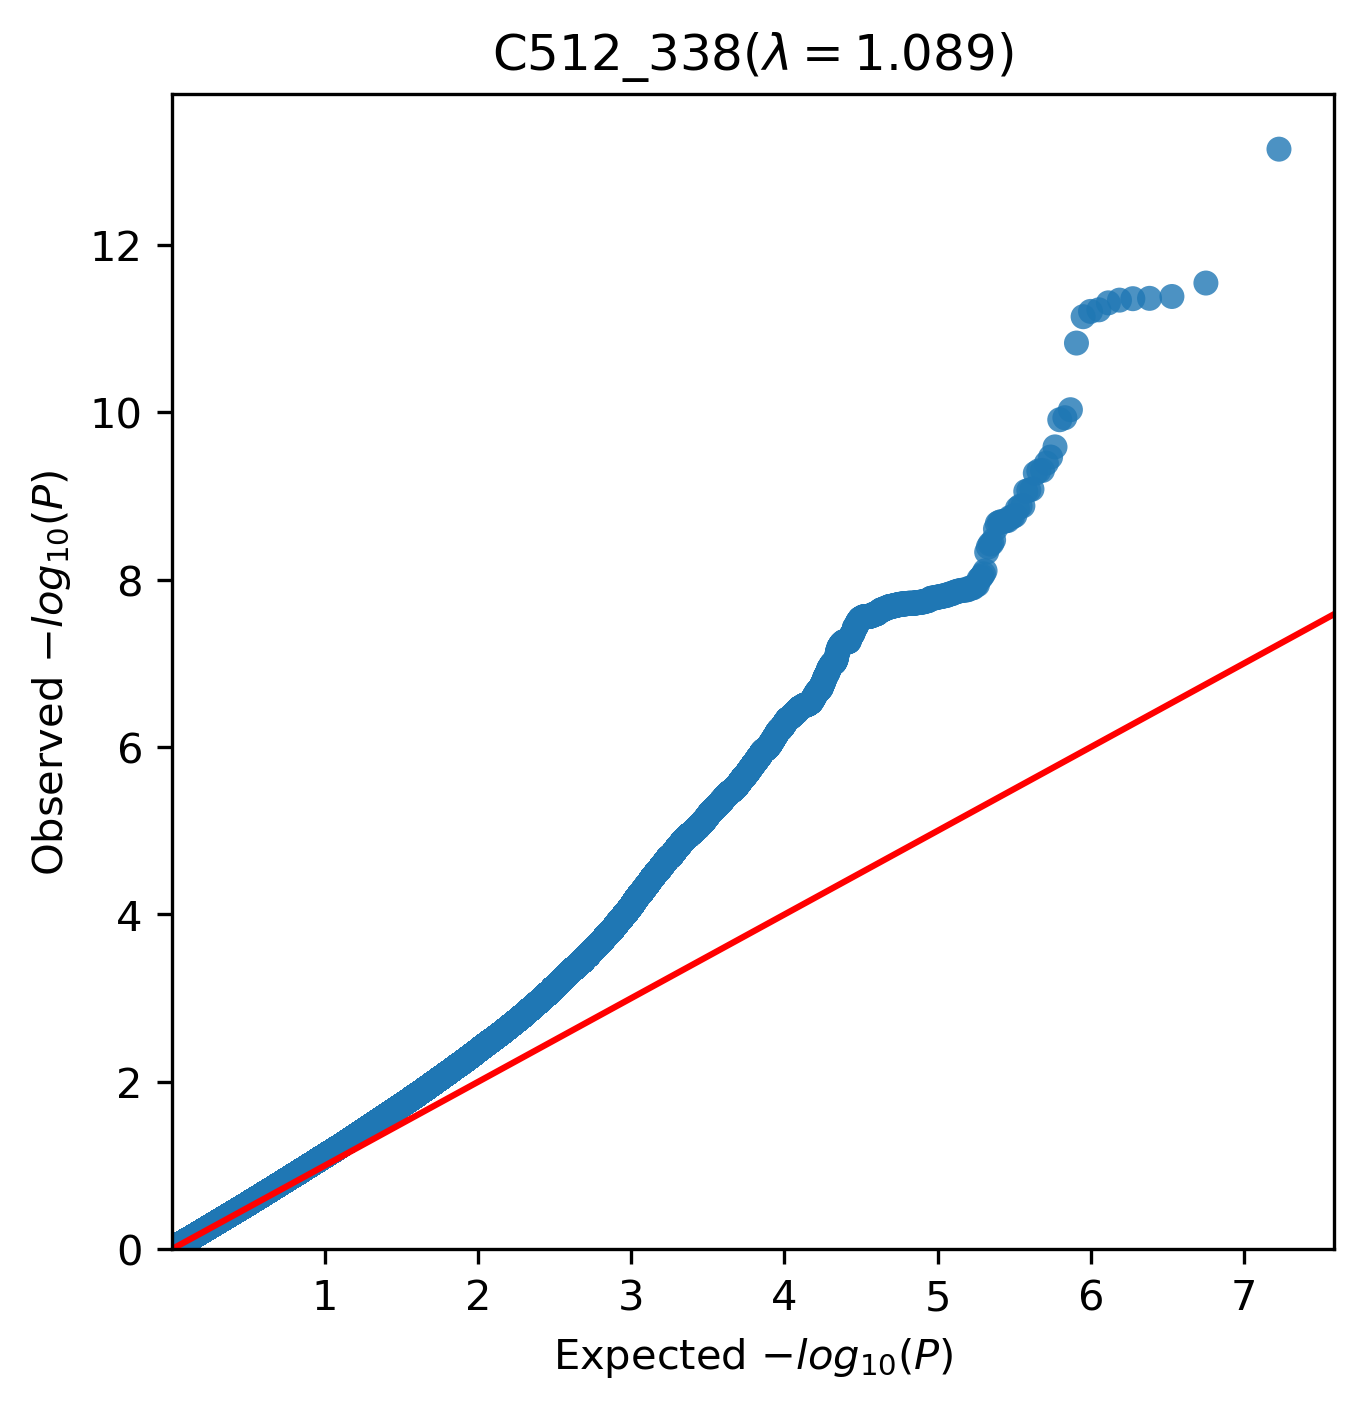 C512_338(λ = 1.089)
Observed −log₁₀(P)
12
10
8
6
4
2
0
1 2 3 4 5 6 7
Expected −log₁₀(P)